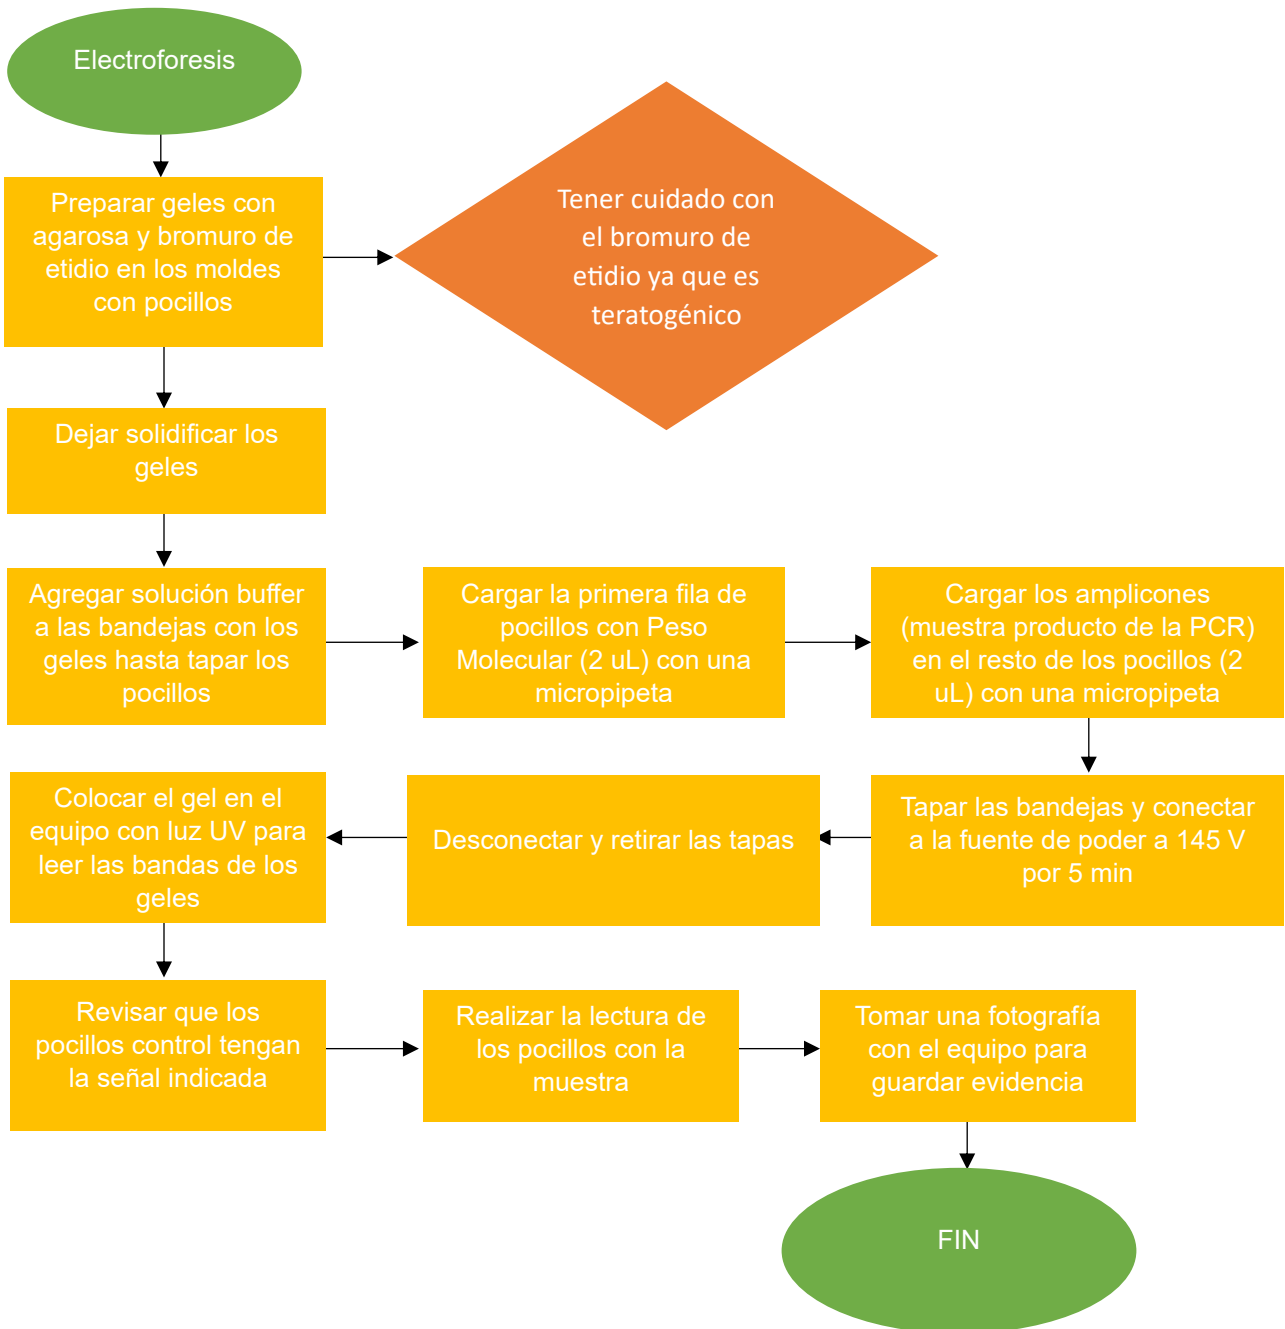 Electroforesis
Preparar geles con
agarosa y bromuro de
etidio en los moldes
con pocillos
Tener cuidado con
el bromuro de
etidio ya que es
teratogénico
Dejar solidificar los
geles
Agregar solución buffer
a las bandejas con los
geles hasta tapar los
pocillos
Cargar la primera fila de
pocillos con Peso
Molecular (2 uL) con una
micropipeta
Cargar los amplicones
(muestra producto de la PCR)
en el resto de los pocillos (2
uL) con una micropipeta
Tapar las bandejas y conectar
a la fuente de poder a 145 V
por 5 min
Desconectar y retirar las tapas
Colocar el gel en el
equipo con luz UV para
leer las bandas de los
geles
Revisar que los
pocillos control tengan
la señal indicada
Realizar la lectura de
los pocillos con la
muestra
Tomar una fotografía
con el equipo para
guardar evidencia
FIN